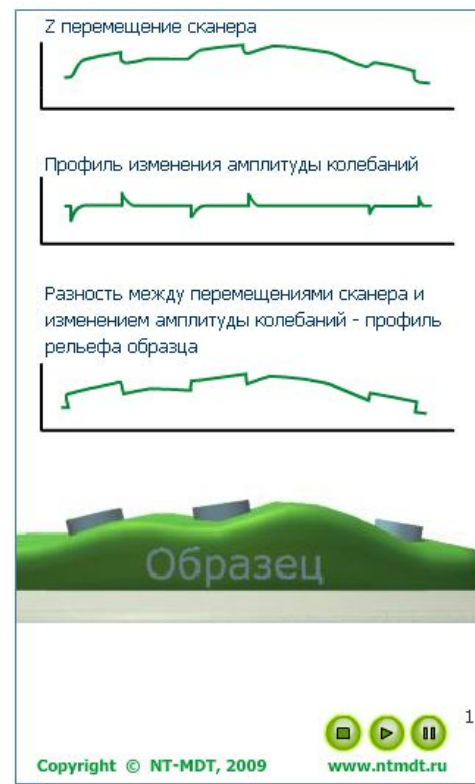 Z перемещение сканера
Профиль изменения амплитуды колебаний
Разность между перемещениями сканера и
изменением амплитуды колебаний - профиль
рельефа образца
Образец
1
Copyright © NT-MDT, 2009 www.ntmdt.ru